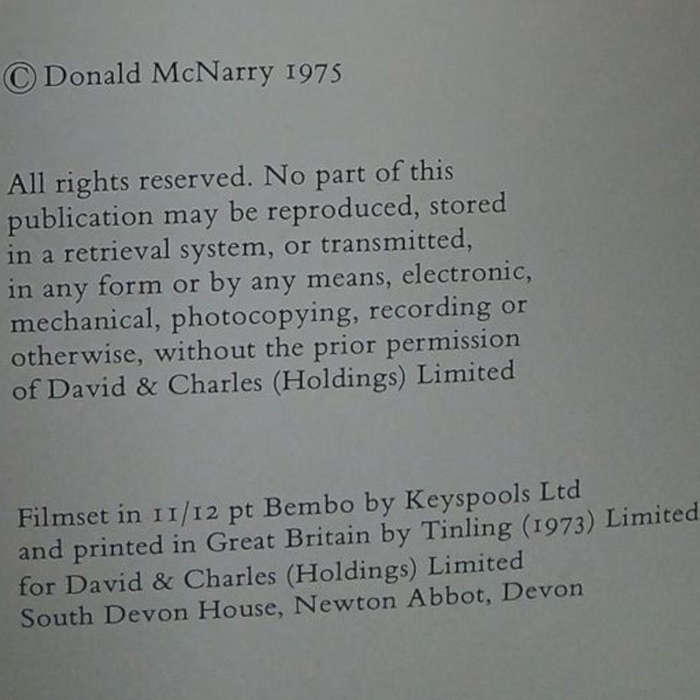 © Donald McNarry 1975
All rights reserved. No part of this
publication may be reproduced, stored
in a retrieval system, or transmitted,
in any form or by any means, electronic,
mechanical, photocopying, recording or
otherwise, without the prior permission
of David & Charles (Holdings) Limited
Filmset in 11/12 pt Bembo by Keyspools Ltd
and printed in Great Britain by Tinling (1973) Limited
for David & Charles (Holdings) Limited
South Devon House, Newton Abbot, Devon